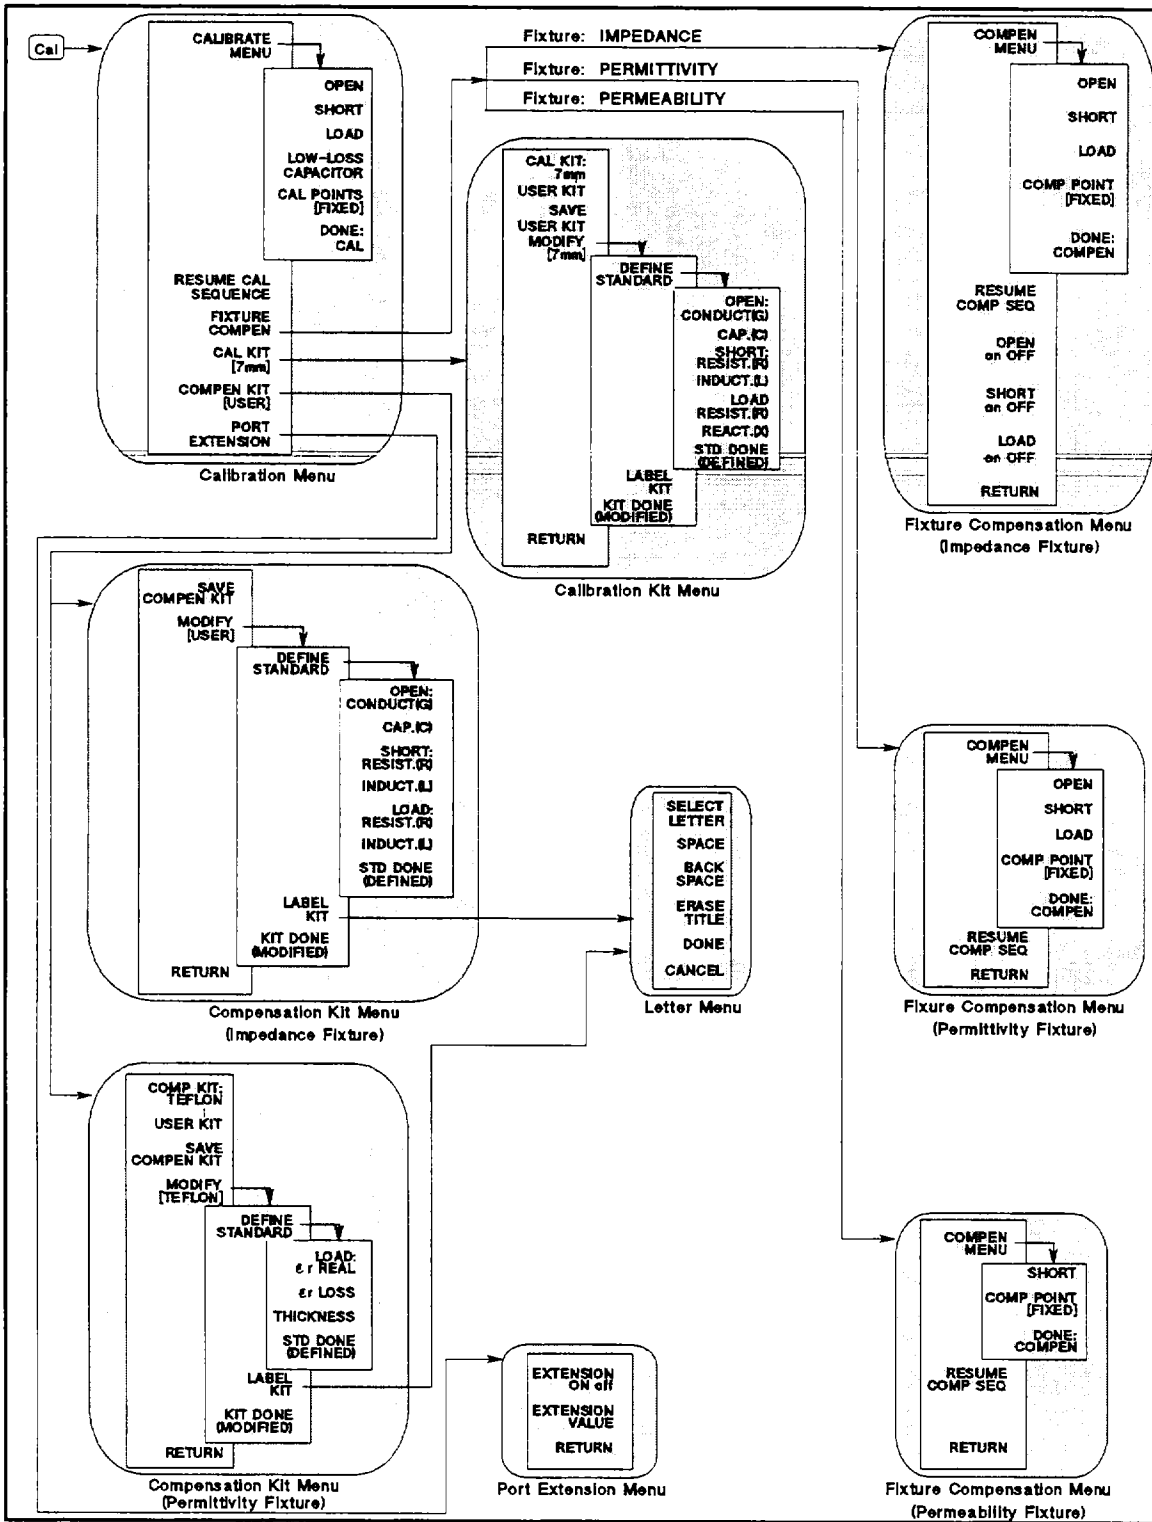 Cal
CALIBRATE
MENU
OPEN
SHORT
LOAD
LOW-LOSS
CAPACITOR
CAL POINTS
[FIXED]
DONE:
CAL
RESUME CAL
SEQUENCE
FIXTURE
COMPEN
CAL KIT
[7mm]
COMPEN KIT
[USER]
PORT
EXTENSION
Calibration Menu
Fixture: IMPEDANCE
Fixture: PERMITTIVITY
Fixture: PERMEABILITY
CAL KIT:
7mm
USER KIT
SAVE
USER KIT
MODIFY
[7mm]
DEFINE
STANDARD
OPEN:
CONDUCT(G)
CAP.(C)
SHORT:
RESIST.(R)
INDUCT.(L)
LOAD
RESIST.(R)
REACT.(X)
STD DONE
(DEFINED)
LABEL
KIT
KIT DONE
(MODIFIED)
RETURN
Calibration Kit Menu
COMPEN
MENU
OPEN
SHORT
LOAD
COMP POINT
[FIXED]
DONE:
COMPEN
RESUME
COMP SEQ
OPEN
on OFF
SHORT
on OFF
LOAD
on OFF
RETURN
Fixture Compensation Menu
(Impedance Fixture)
SAVE
COMPEN KIT
MODIFY
[USER]
DEFINE
STANDARD
OPEN:
CONDUCT(G)
CAP.(C)
SHORT:
RESIST.(R)
INDUCT.(L)
LOAD:
RESIST.(R)
INDUCT.(L)
STD DONE
(DEFINED)
LABEL
KIT
KIT DONE
(MODIFIED)
RETURN
Compensation Kit Menu
(Impedance Fixture)
SELECT
LETTER
SPACE
BACK
SPACE
ERASE
TITLE
DONE
CANCEL
Letter Menu
COMPEN
MENU
OPEN
SHORT
LOAD
COMP POINT
[FIXED]
DONE:
COMPEN
RESUME
COMP SEQ
RETURN
Fixure Compensation Menu
(Permittivity Fixture)
COMP KIT:
TEFLON
USER KIT
SAVE
COMPEN KIT
MODIFY
[TEFLON]
DEFINE
STANDARD
LOAD:
εr REAL
εr LOSS
THICKNESS
STD DONE
(DEFINED)
LABEL
KIT
KIT DONE
(MODIFIED)
RETURN
Compensation Kit Menu
(Permittivity Fixture)
EXTENSION
ON off
EXTENSION
VALUE
RETURN
Port Extension Menu
COMPEN
MENU
SHORT
COMP POINT
[FIXED]
DONE:
COMPEN
RESUME
COMP SEQ
RETURN
Fixture Compensation Menu
(Permeability Fixture)